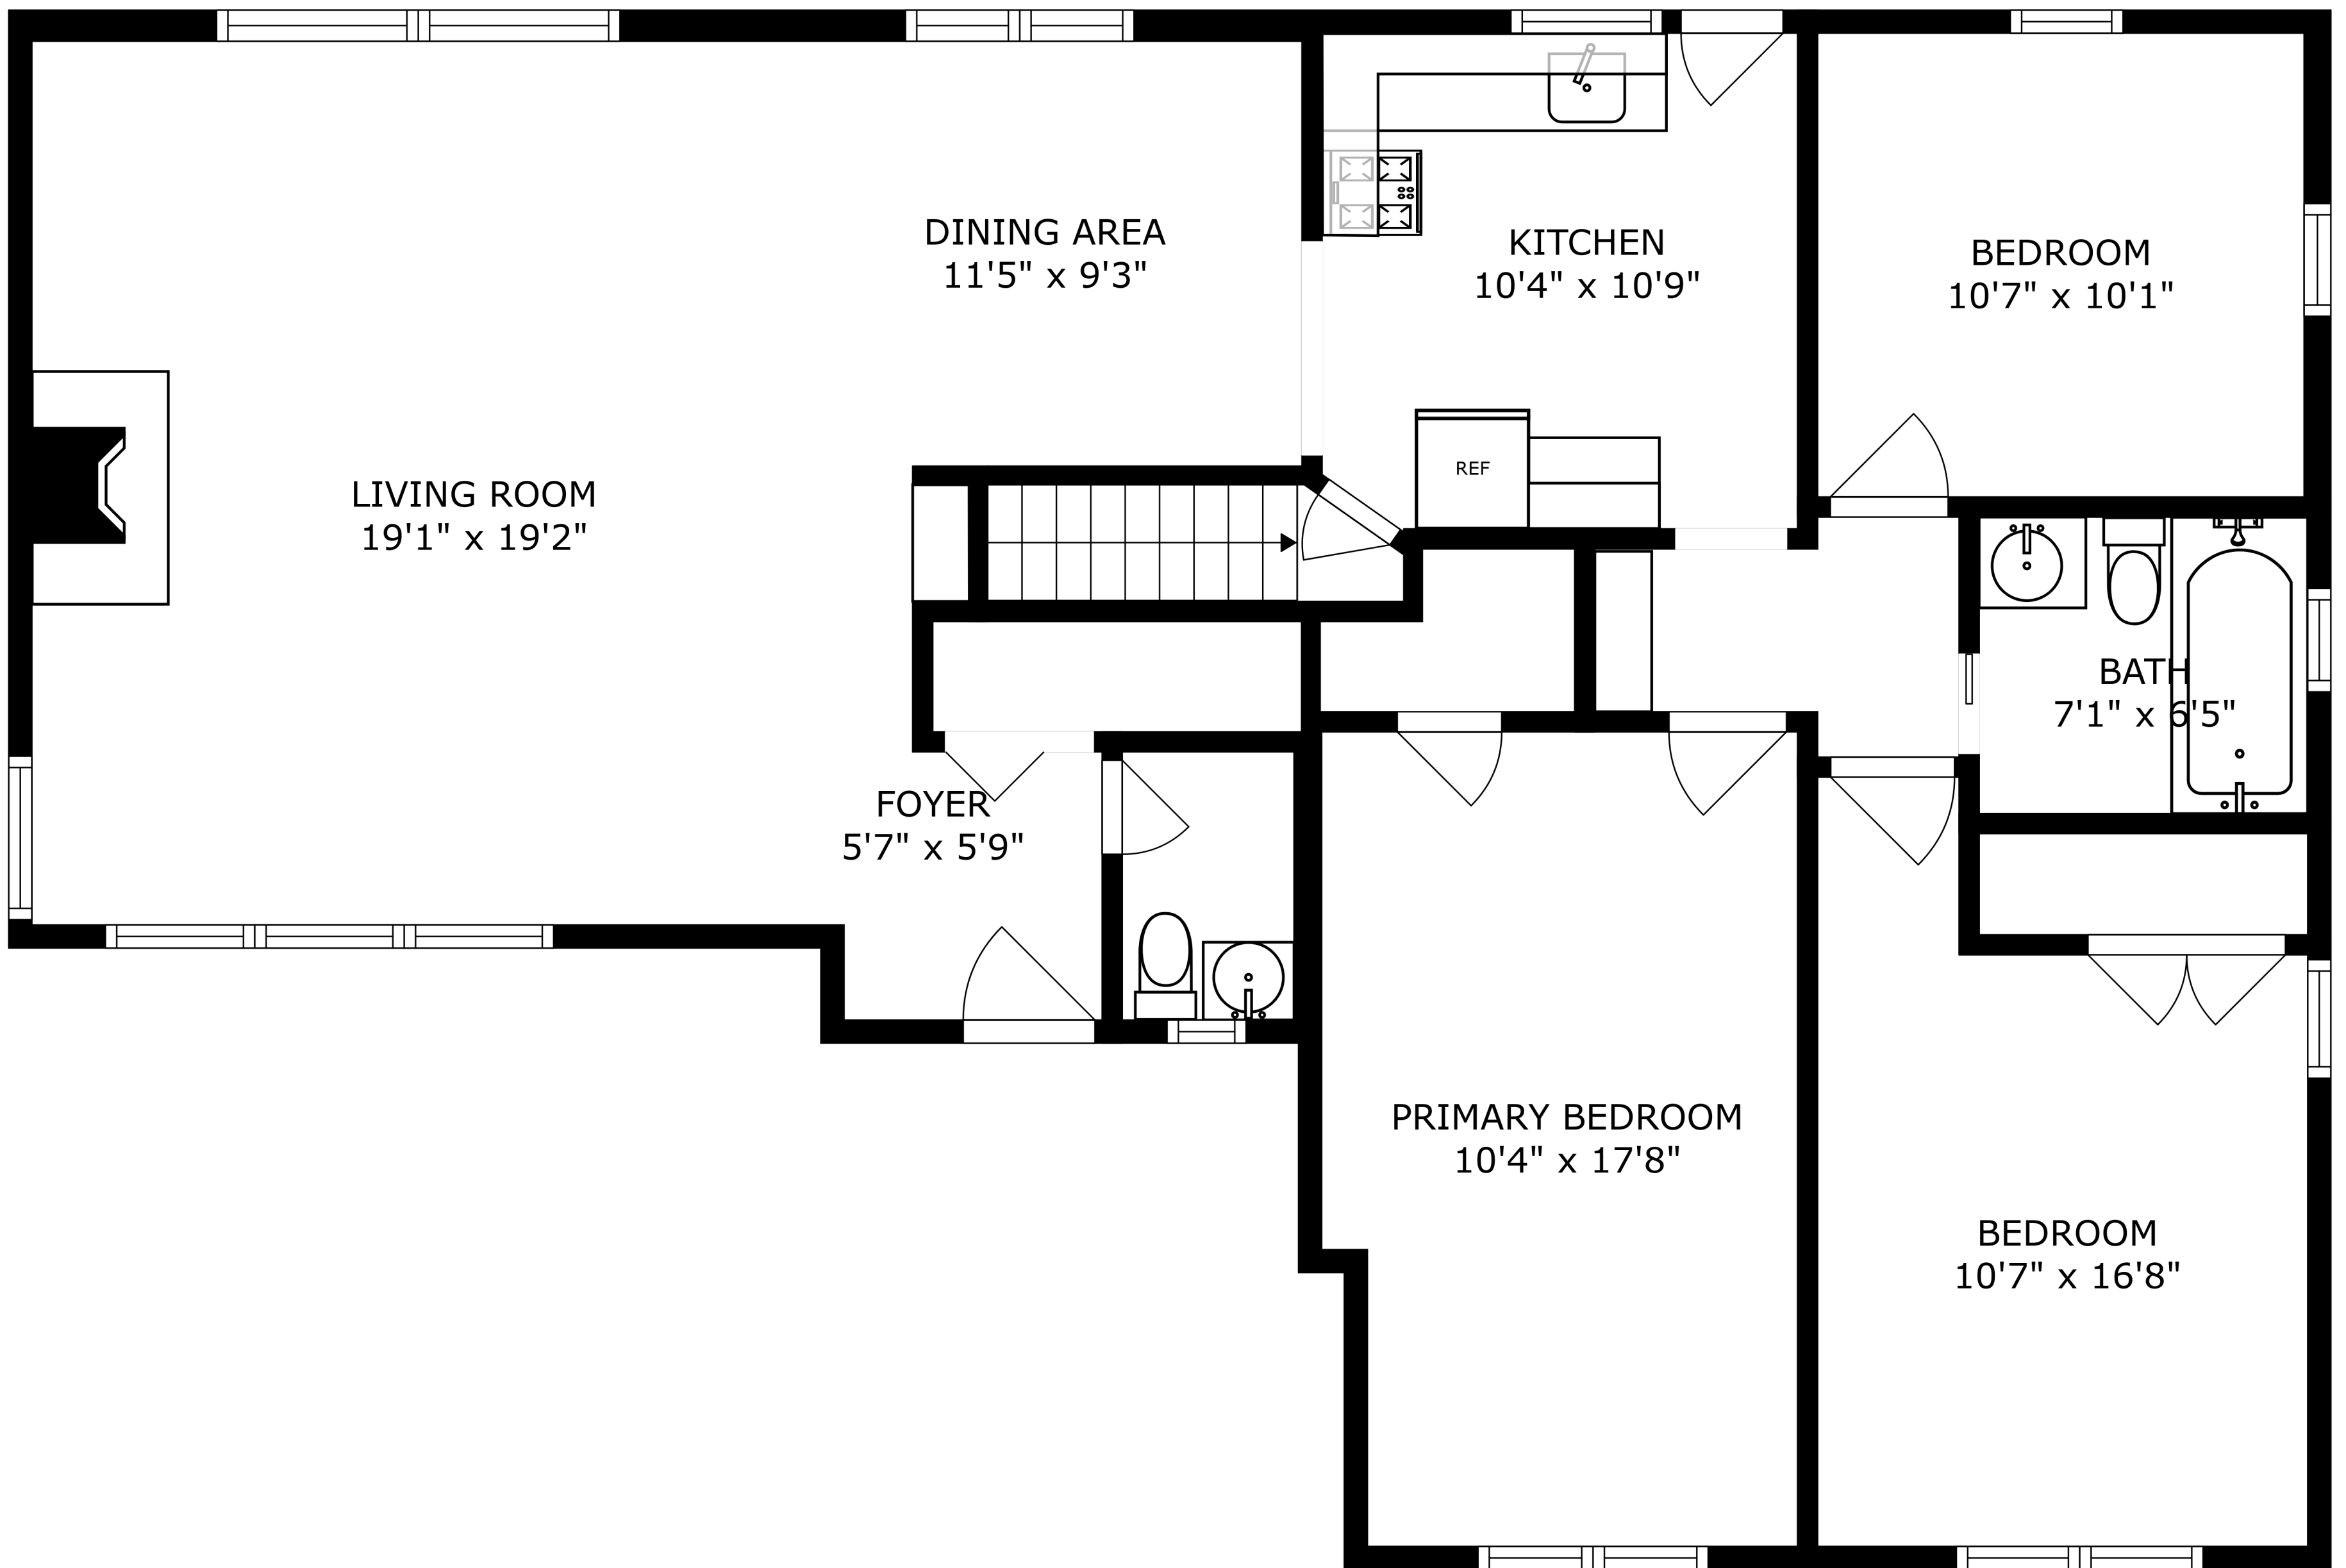 DINING AREA
11'5" x 9'3"
KITCHEN
10'4" x 10'9"
BEDROOM
10'7" x 10'1"
LIVING ROOM
19'1" x 19'2"
REF
BATH
7'1" x 6'5"
FOYER
5'7" x 5'9"
PRIMARY BEDROOM
10'4" x 17'8"
BEDROOM
10'7" x 16'8"